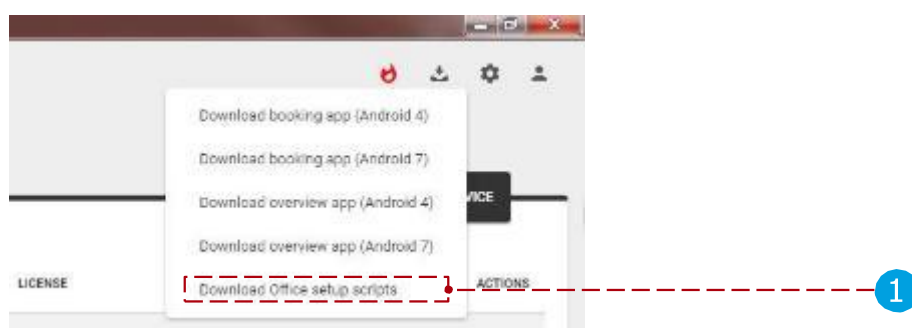 Download booking app (Android 4)
Download booking app (Android 7)
Download overview app (Android 4)
VICE
Download overview app (Android 7)
LICENSE
Download Office setup scripts
ACTIONS
1